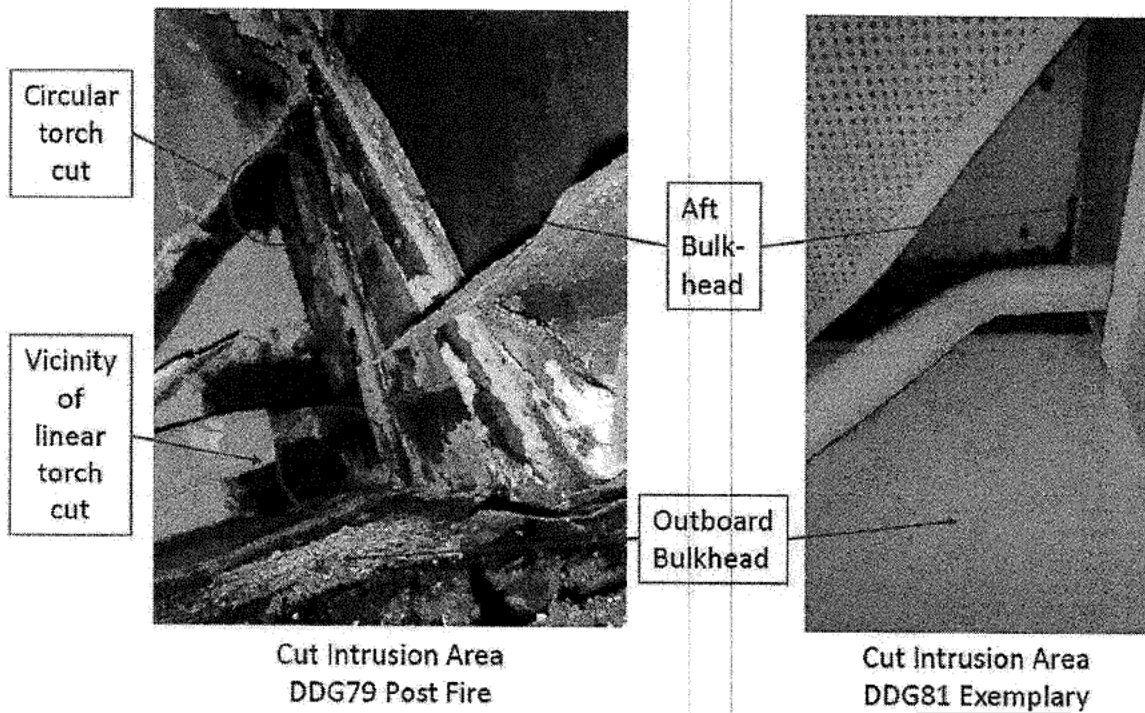 Circular
torch
cut
Aft
Bulk-
head
Vicinity
of
linear
torch
cut
Outboard
Bulkhead
Cut Intrusion Area
DDG79 Post Fire
Cut Intrusion Area
DDG81 Exemplary